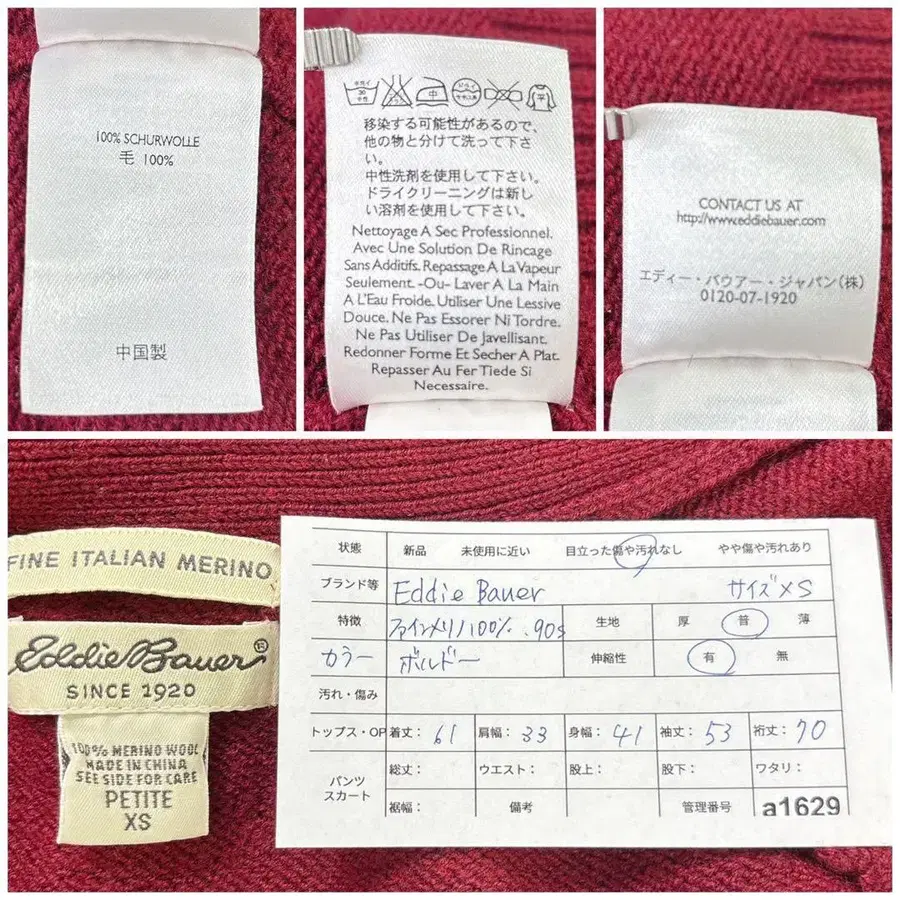 100% SCHURWOLLE
毛 100%
中国製
移染する可能性があるので、
他の物と分けて洗って下さ
い。
中性洗剤を使用して下さい。
ドライクリーニングは新し
い溶剤を使用して下さい。
Nettoyage A Sec Professionnel.
Avec Une Solution De Rincage
Sans Additifs. Repassage A La Vapeur
Seulement. -Ou- Laver A La Main
A L'Eau Froide. Utiliser Une Lessive
Douce. Ne Pas Essorer Ni Tordre.
Ne Pas Utiliser De Javellisant.
Redonner Forme Et Secher A Plat.
Repasser Au Fer Tiede Si
Necessaire.
CONTACT US AT
http://www.eddiebauer.com
エディー・バウアー・ジャパン(株)
0120-07-1920
FINE ITALIAN MERINO
Eddie Bauer®
SINCE 1920
100% MERINO WOOL
MADE IN CHINA
SEE SIDE FOR CARE
PETITE
XS
状態 新品 未使用に近い 目立った傷や汚れなし やや傷や汚れあり
ブランド等 Eddie Bauer サイズXS
特徴 ファインメリノ100% .90s 生地 厚 普 薄
カラー ボルドー 伸縮性 有 無
汚れ・傷み
トップス・OP 着丈：61 肩幅：33 身幅：41 袖丈：53 裄丈：70
パンツ スカート 総丈： ウエスト： 股上： 股下： ワタリ：
裾幅： 備考 管理番号 a1629